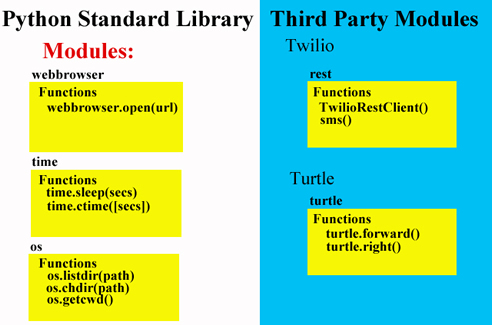 Python Standard Library
Modules:
webbrowser
Functions
webbrowser.open(url)
time
Functions
time.sleep(secs)
time.ctime([secs])
os
Functions
os.listdir(path)
os.chdir(path)
os.getcwd()
Third Party Modules
Twilio
rest
Functions
TwilioRestClient()
sms()
Turtle
turtle
Functions
turtle.forward()
turtle.right()